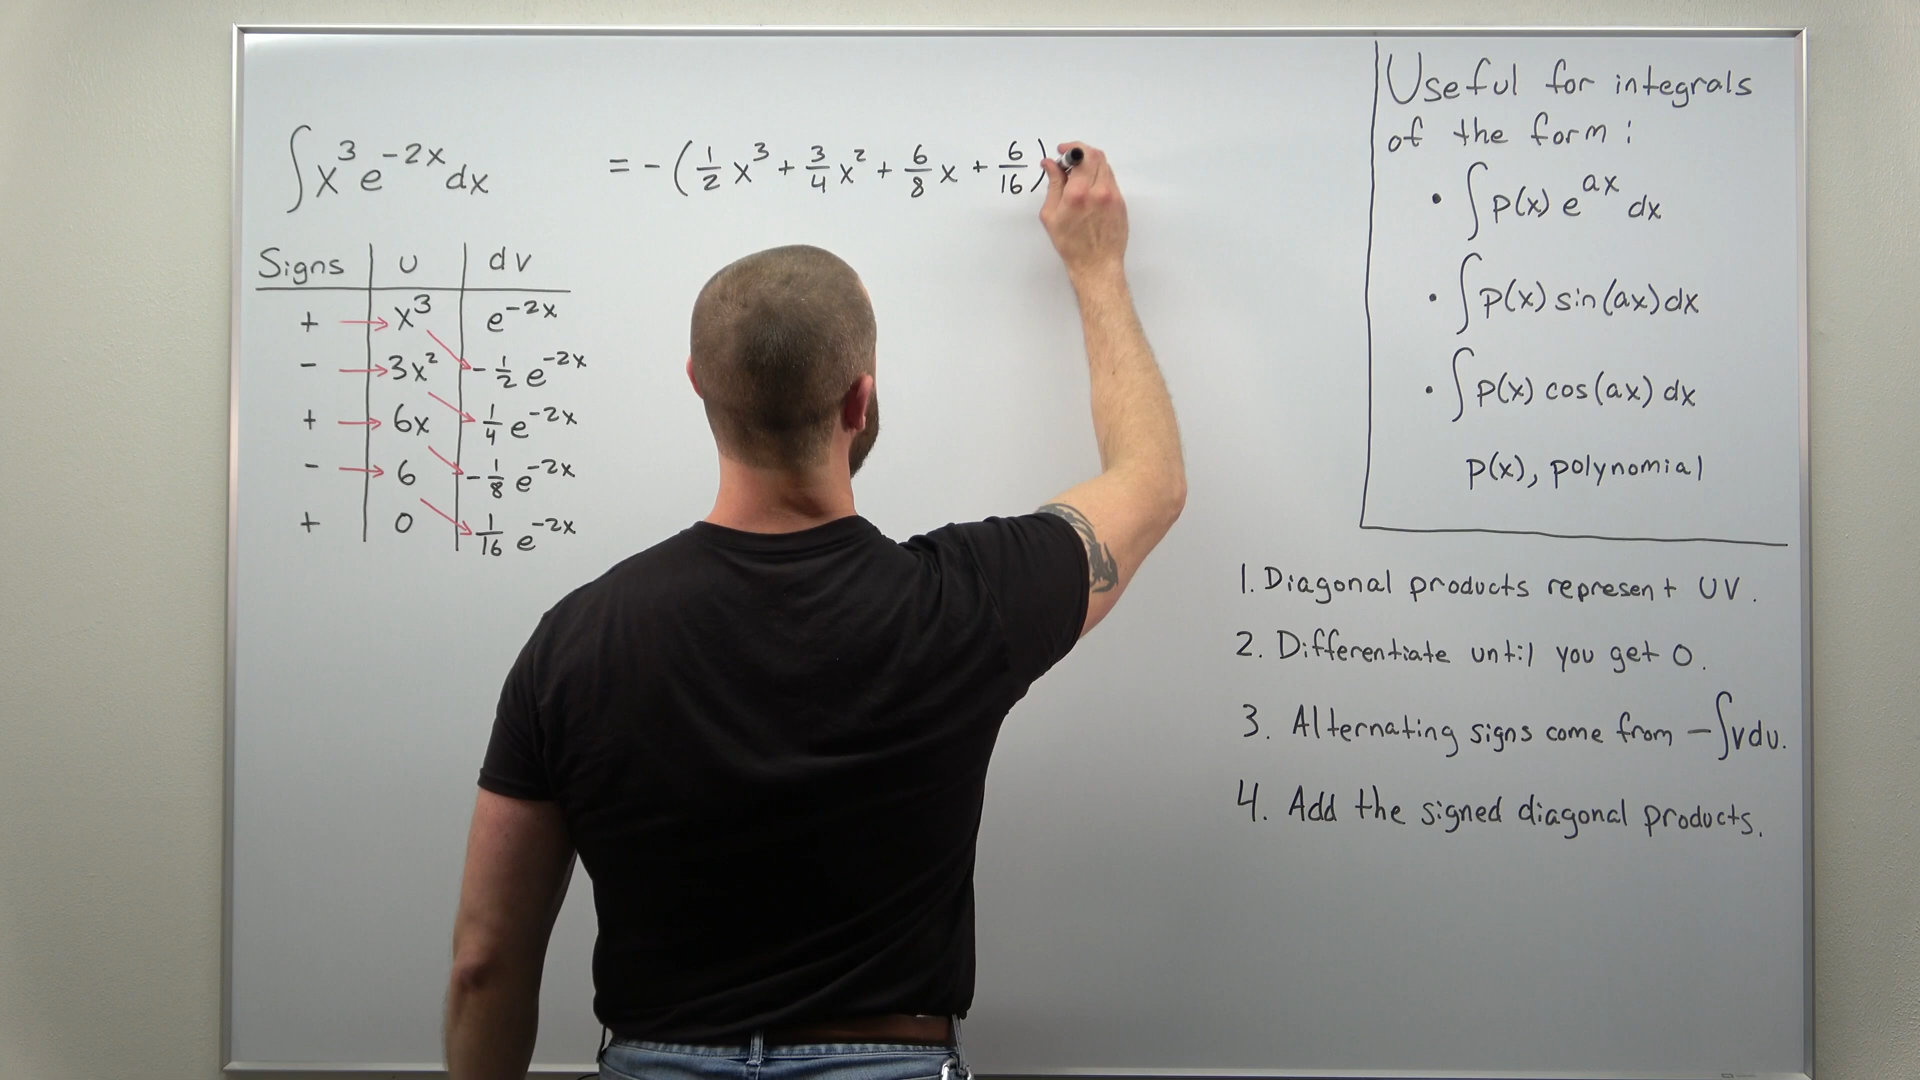 ∫x³e⁻²ˣdx = -(1/2 x³ + 3/4 x² + 6/8 x + 6/16)
Signs | u | dv
+ → x³ | e⁻²ˣ
- → 3x² | -1/2 e⁻²ˣ
+ → 6x | 1/4 e⁻²ˣ
- → 6 | -1/8 e⁻²ˣ
+ 0 | 1/16 e⁻²ˣ
Useful for integrals
of the form:
• ∫p(x) eᵃˣ dx
• ∫p(x) sin(ax)dx
• ∫p(x) cos(ax) dx
p(x), polynomial
1. Diagonal products represent uv.
2. Differentiate until you get 0.
3. Alternating signs come from -∫vdu.
4. Add the signed diagonal products.